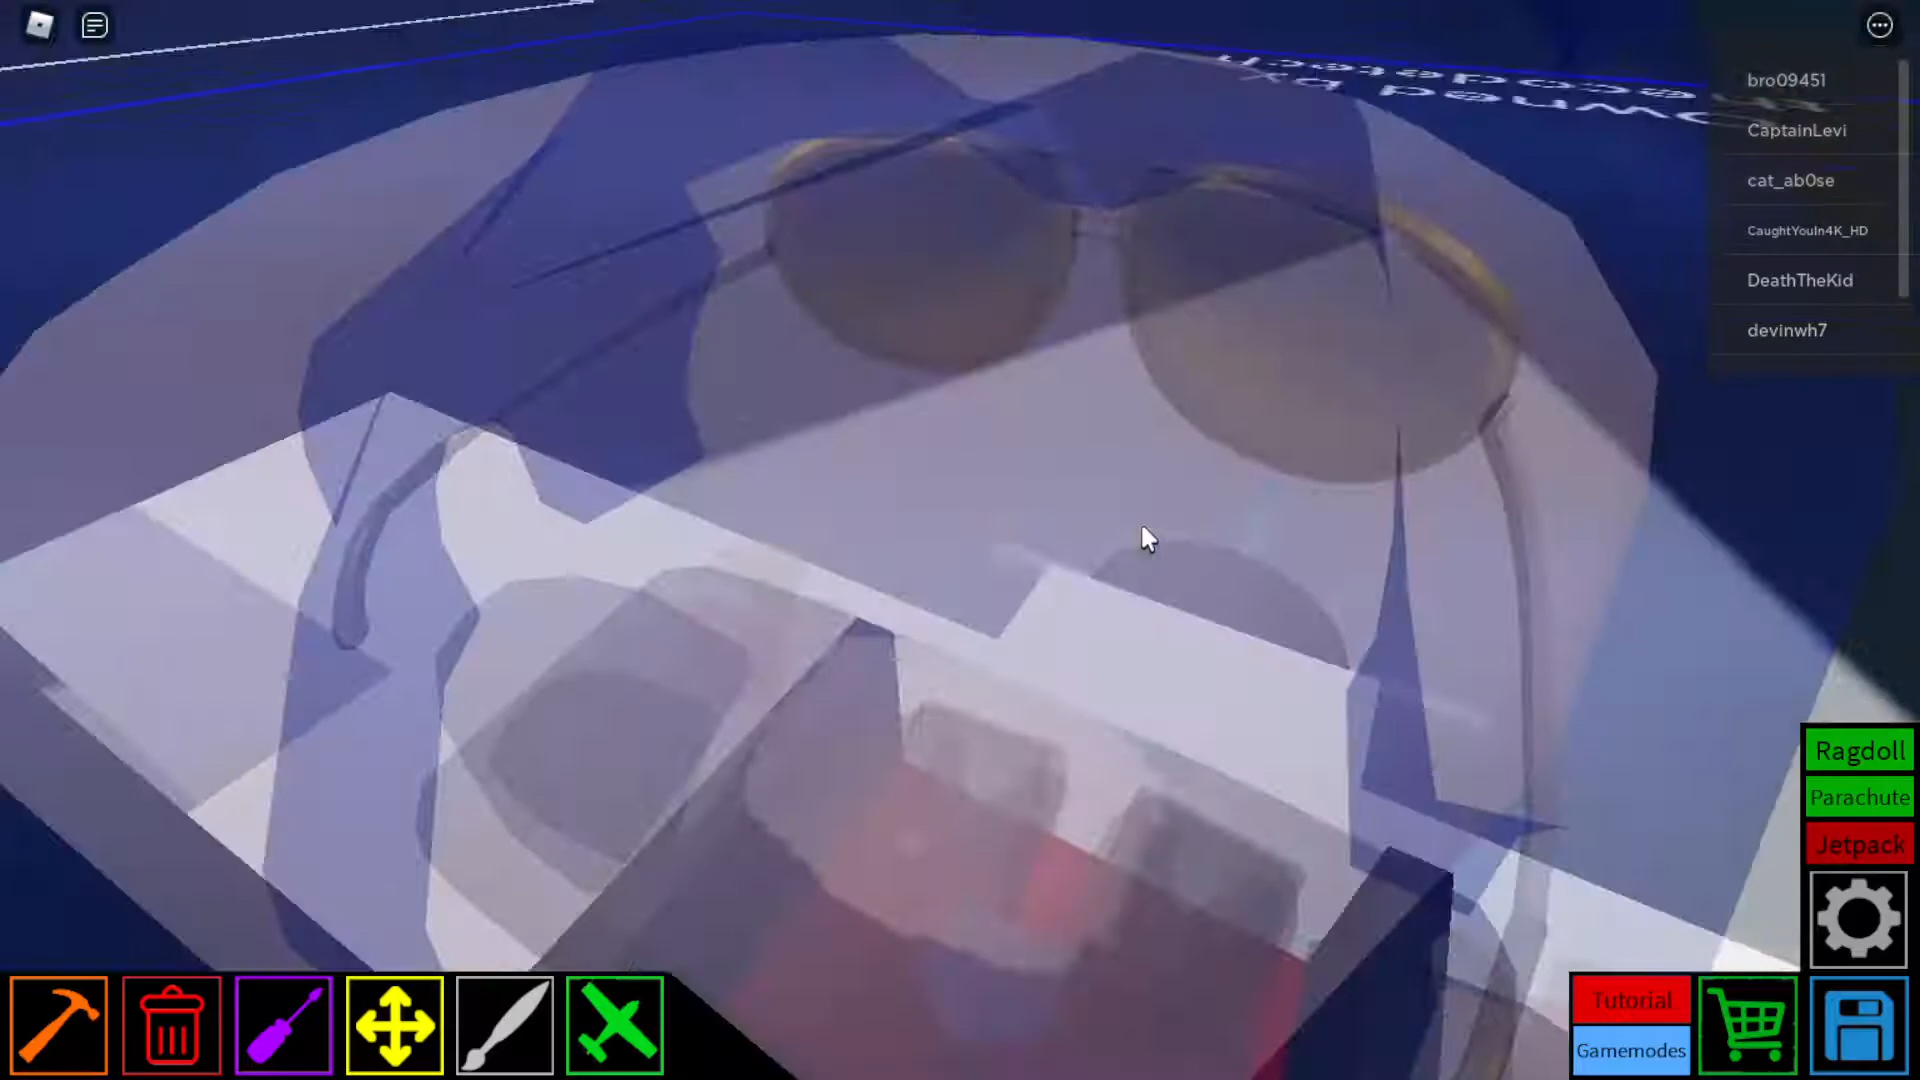 bro09451
CaptainLevi
cat_ab0se
CaughtYouIn4K_HD
DeathTheKid
devinwh7
Ragdoll
Parachute
Jetpack
Tutorial
Gamemodes